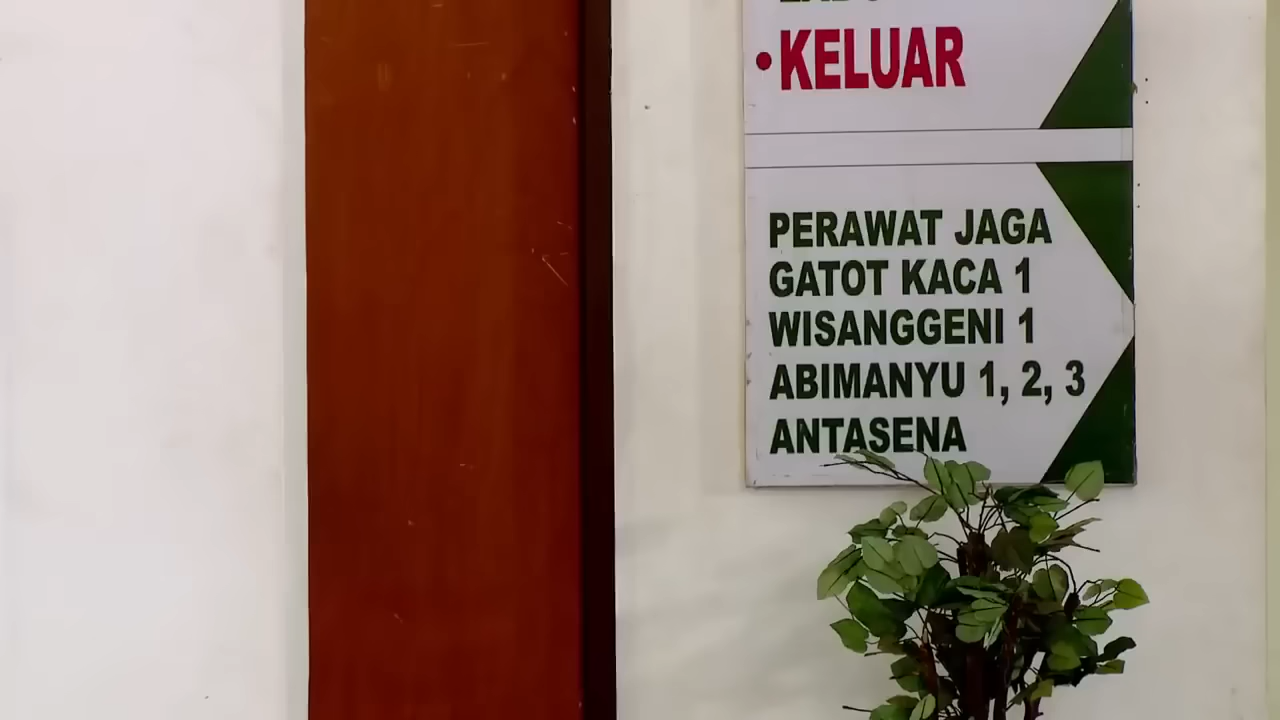 • KELUAR
PERAWAT JAGA
GATOT KACA 1
WISANGGENI 1
ABIMANYU 1, 2, 3
ANTASENA